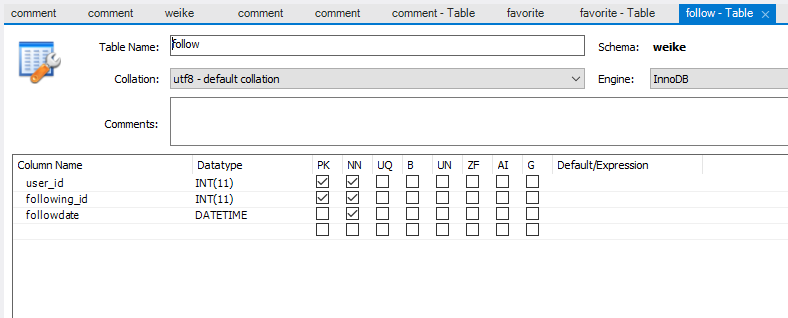 comment comment weike comment comment comment - Table favorite favorite - Table follow - Table
Table Name: follow Schema: weike
Collation: utf8 - default collation Engine: InnoDB
Comments:
Column Name Datatype PK NN UQ B UN ZF AI G Default/Expression
user_id INT(11)
following_id INT(11)
followdate DATETIME